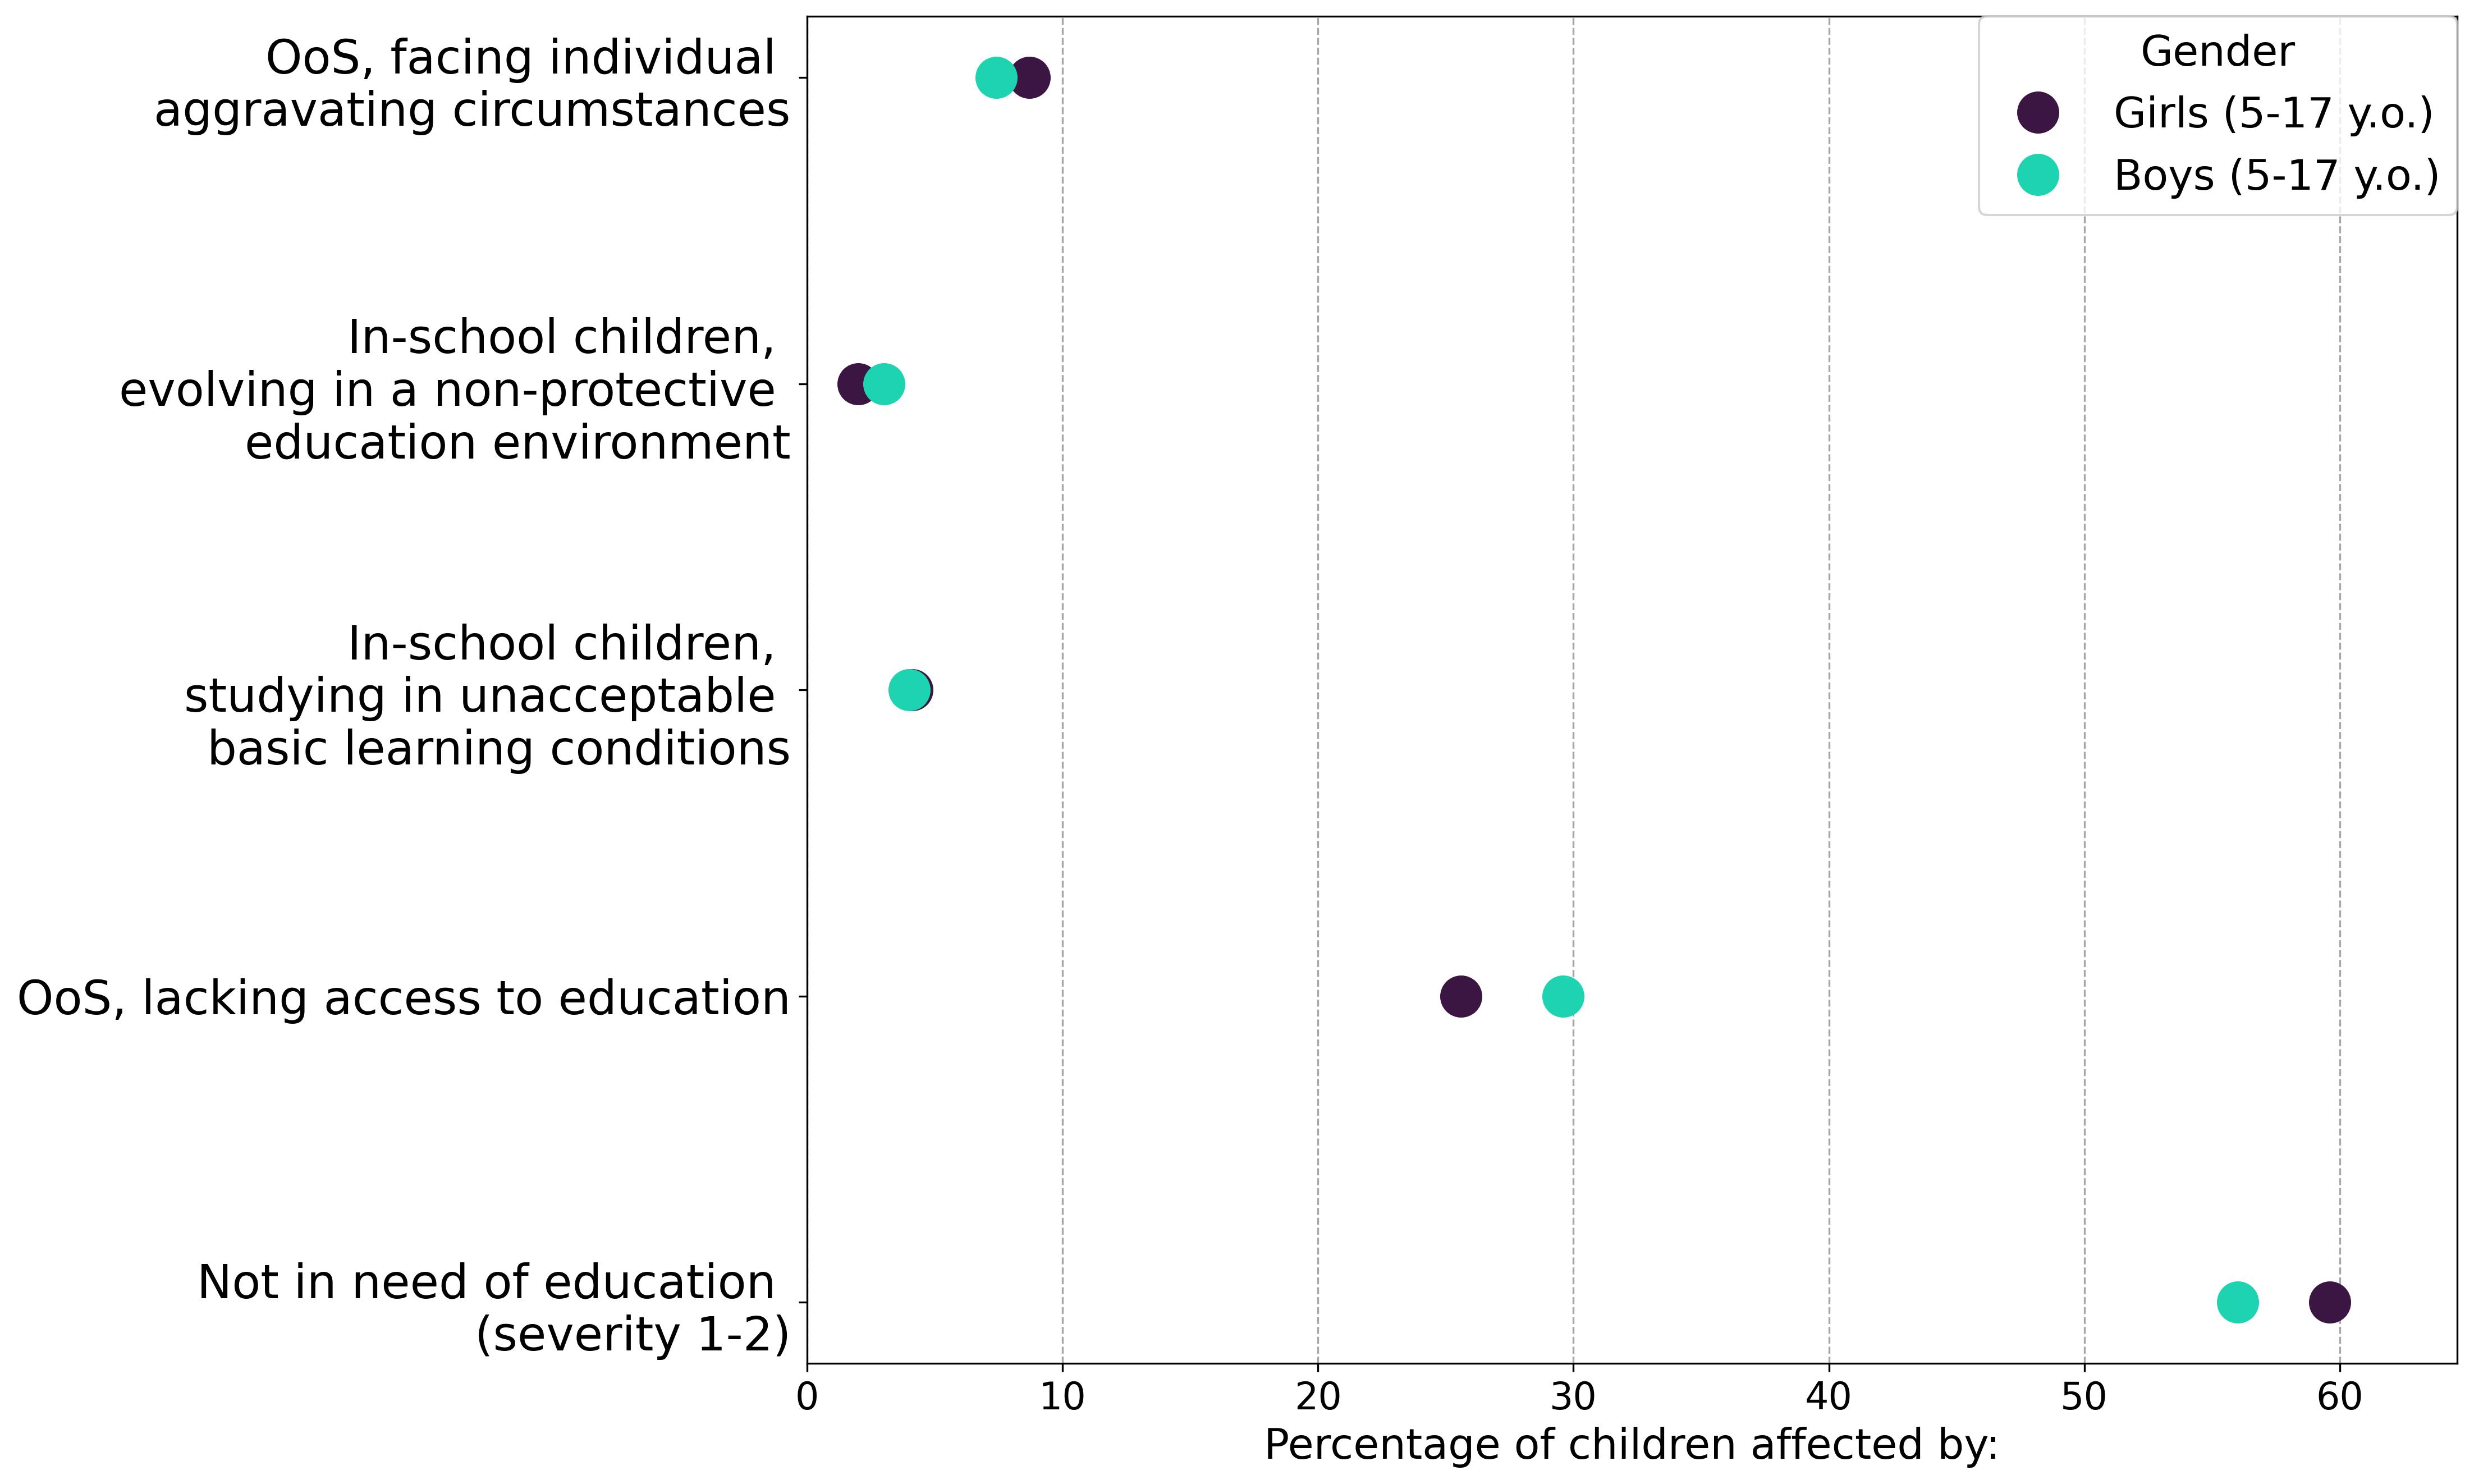 OoS, facing individual
aggravating circumstances
In-school children,
evolving in a non-protective
education environment
In-school children,
studying in unacceptable
basic learning conditions
OoS, lacking access to education
Not in need of education
(severity 1-2)
Gender
Girls (5-17 y.o.)
Boys (5-17 y.o.)
0 10 20 30 40 50 60
Percentage of children affected by: